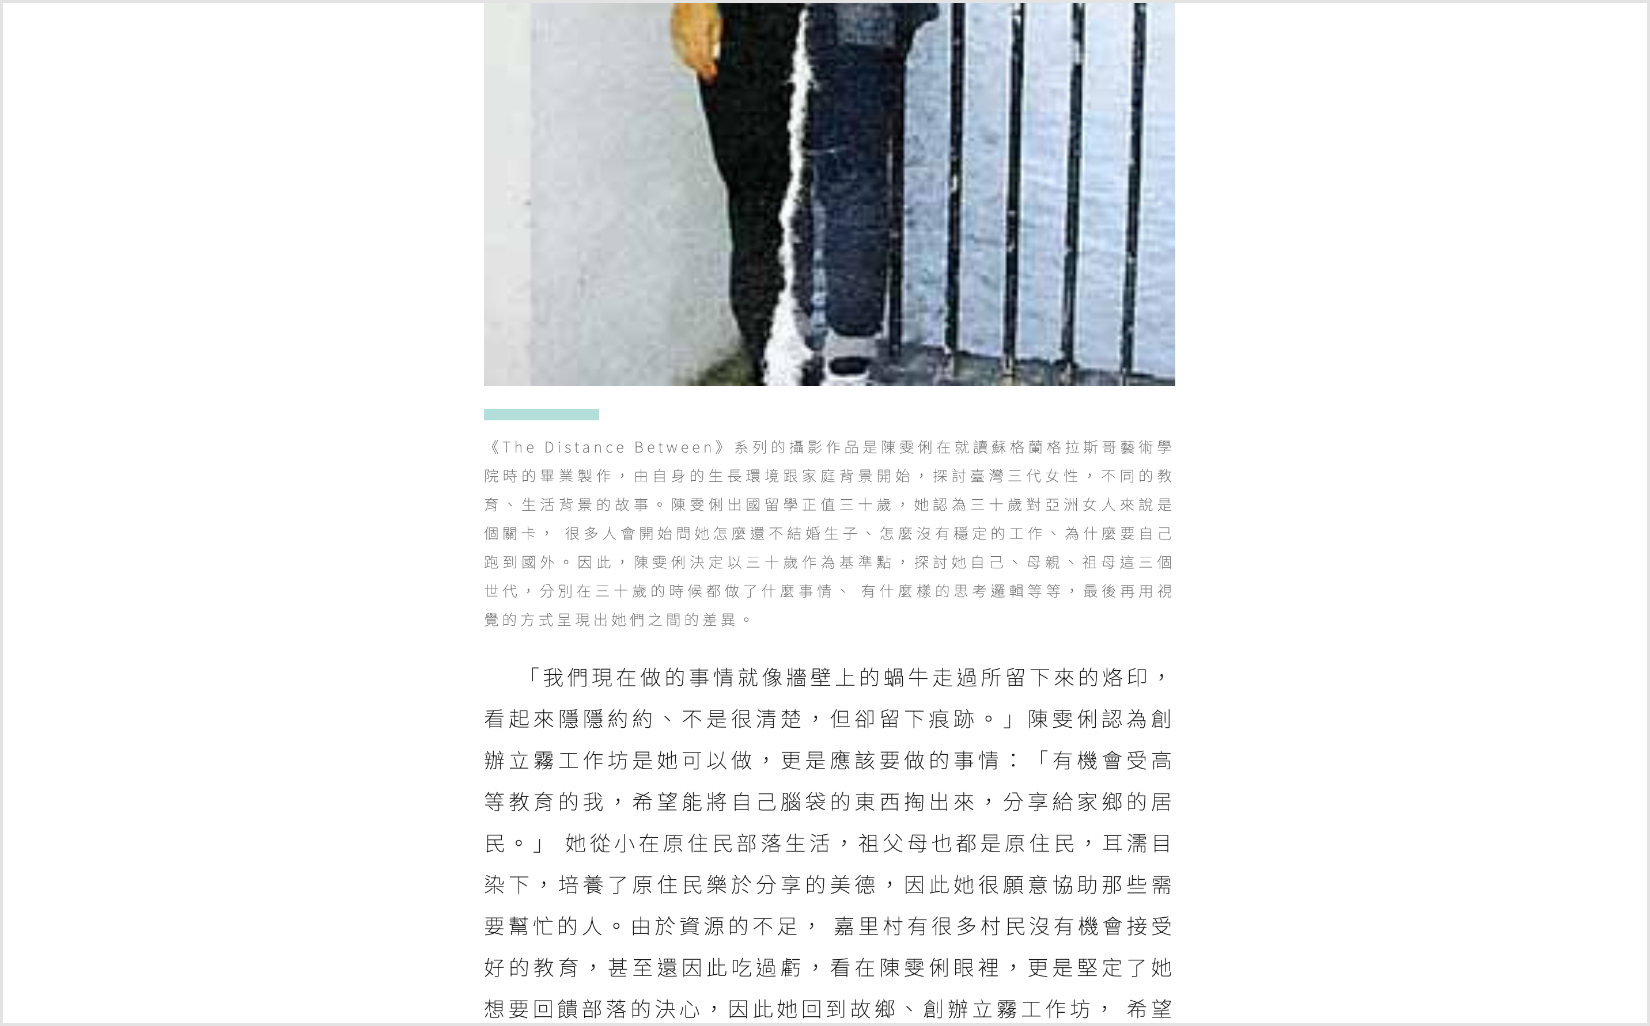 《The Distance Between》系列的攝影作品是陳雯俐在就讀蘇格蘭格拉斯哥藝術學
院時的畢業製作，由自身的生長環境跟家庭背景開始，探討臺灣三代女性，不同的教
育、生活背景的故事。陳雯俐出國留學正值三十歲，她認為三十歲對亞洲女人來說是
個關卡， 很多人會開始問她怎麼還不結婚生子、怎麼沒有穩定的工作、為什麼要自己
跑到國外。因此，陳雯俐決定以三十歲作為基準點，探討她自己、母親、祖母這三個
世代，分別在三十歲的時候都做了什麼事情、 有什麼樣的思考邏輯等等，最後再用視
覺的方式呈現出她們之間的差異。
「我們現在做的事情就像牆壁上的蝸牛走過所留下來的烙印，
看起來隱隱約約、不是很清楚，但卻留下痕跡。」陳雯俐認為創
辦立霧工作坊是她可以做，更是應該要做的事情：「有機會受高
等教育的我，希望能將自己腦袋的東西掏出來，分享給家鄉的居
民。」 她從小在原住民部落生活，祖父母也都是原住民，耳濡目
染下，培養了原住民樂於分享的美德，因此她很願意協助那些需
要幫忙的人。由於資源的不足， 嘉里村有很多村民沒有機會接受
好的教育，甚至還因此吃過虧，看在陳雯俐眼裡，更是堅定了她
想要回饋部落的決心，因此她回到故鄉、創辦立霧工作坊， 希望